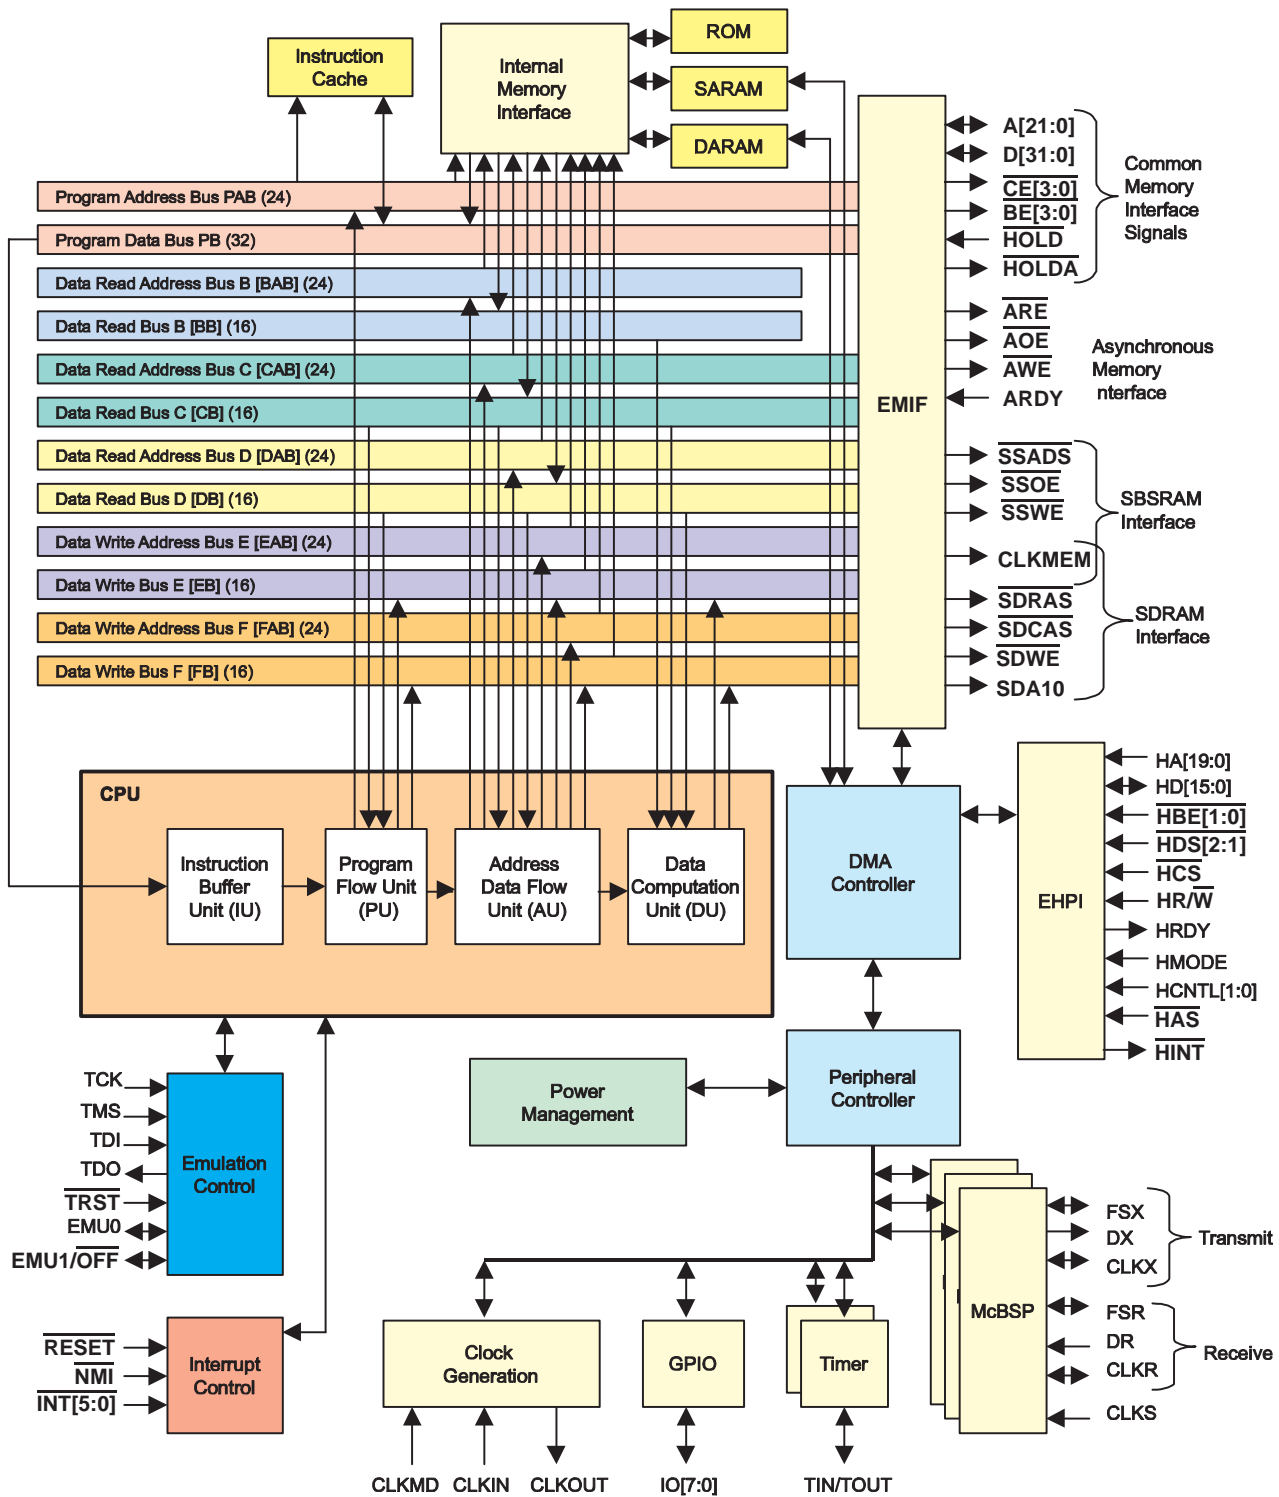 ROM
Instruction
Cache
Internal
Memory
Interface
SARAM
DARAM
A[21:0]
D[31:0]
CE[3:0]
BE[3:0]
HOLD
HOLDA
Common
Memory
Interface
Signals
Program Address Bus PAB (24)
Program Data Bus PB (32)
Data Read Address Bus B [BAB] (24)
Data Read Bus B [BB] (16)
Data Read Address Bus C [CAB] (24)
Data Read Bus C [CB] (16)
Data Read Address Bus D [DAB] (24)
Data Read Bus D [DB] (16)
Data Write Address Bus E [EAB] (24)
Data Write Bus E [EB] (16)
Data Write Address Bus F [FAB] (24)
Data Write Bus F [FB] (16)
EMIF
ARE
AOE
AWE
ARDY
Asynchronous
Memory
nterface
SSADS
SSOE
SSWE
CLKMEM
SBSRAM
Interface
SDRAS
SDCAS
SDWE
SDA10
SDRAM
Interface
CPU
Instruction
Buffer
Unit (IU)
Program
Flow Unit
(PU)
Address
Data Flow
Unit (AU)
Data
Computation
Unit (DU)
DMA
Controller
EHPI
HA[19:0]
HD[15:0]
HBE[1:0]
HDS[2:1]
HCS
HR/W
HRDY
HMODE
HCNTL[1:0]
HAS
HINT
TCK
TMS
TDI
TDO
TRST
EMU0
EMU1/OFF
Emulation
Control
Power
Management
Peripheral
Controller
RESET
NMI
INT[5:0]
Interrupt
Control
Clock
Generation
GPIO
Timer
McBSP
FSX
DX
CLKX
Transmit
FSR
DR
CLKR
Receive
CLKS
CLKMD
CLKIN
CLKOUT
IO[7:0]
TIN/TOUT